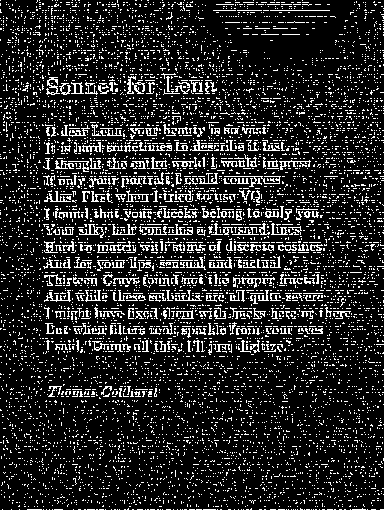 Sonnet for Lena
O dear Lena, your beauty is so vast
It is hard sometimes to describe it fast.
I thought the entire world I would impress
If only your portrait I could compress.
Alas! First when I tried to use VQ
I found that your cheeks belong to only you.
Your silky hair contains a thousand lines
Hard to match with sums of discrete cosines.
And for your lips, sensual and tactual
Thirteen Crays found not the proper fractal.
And while these setbacks are all quite severe
I might have fixed them with hacks here or there
But when filters took sparkle from your eyes
I said, "Damn all this. I'll just digitize."
Thomas Colthurst